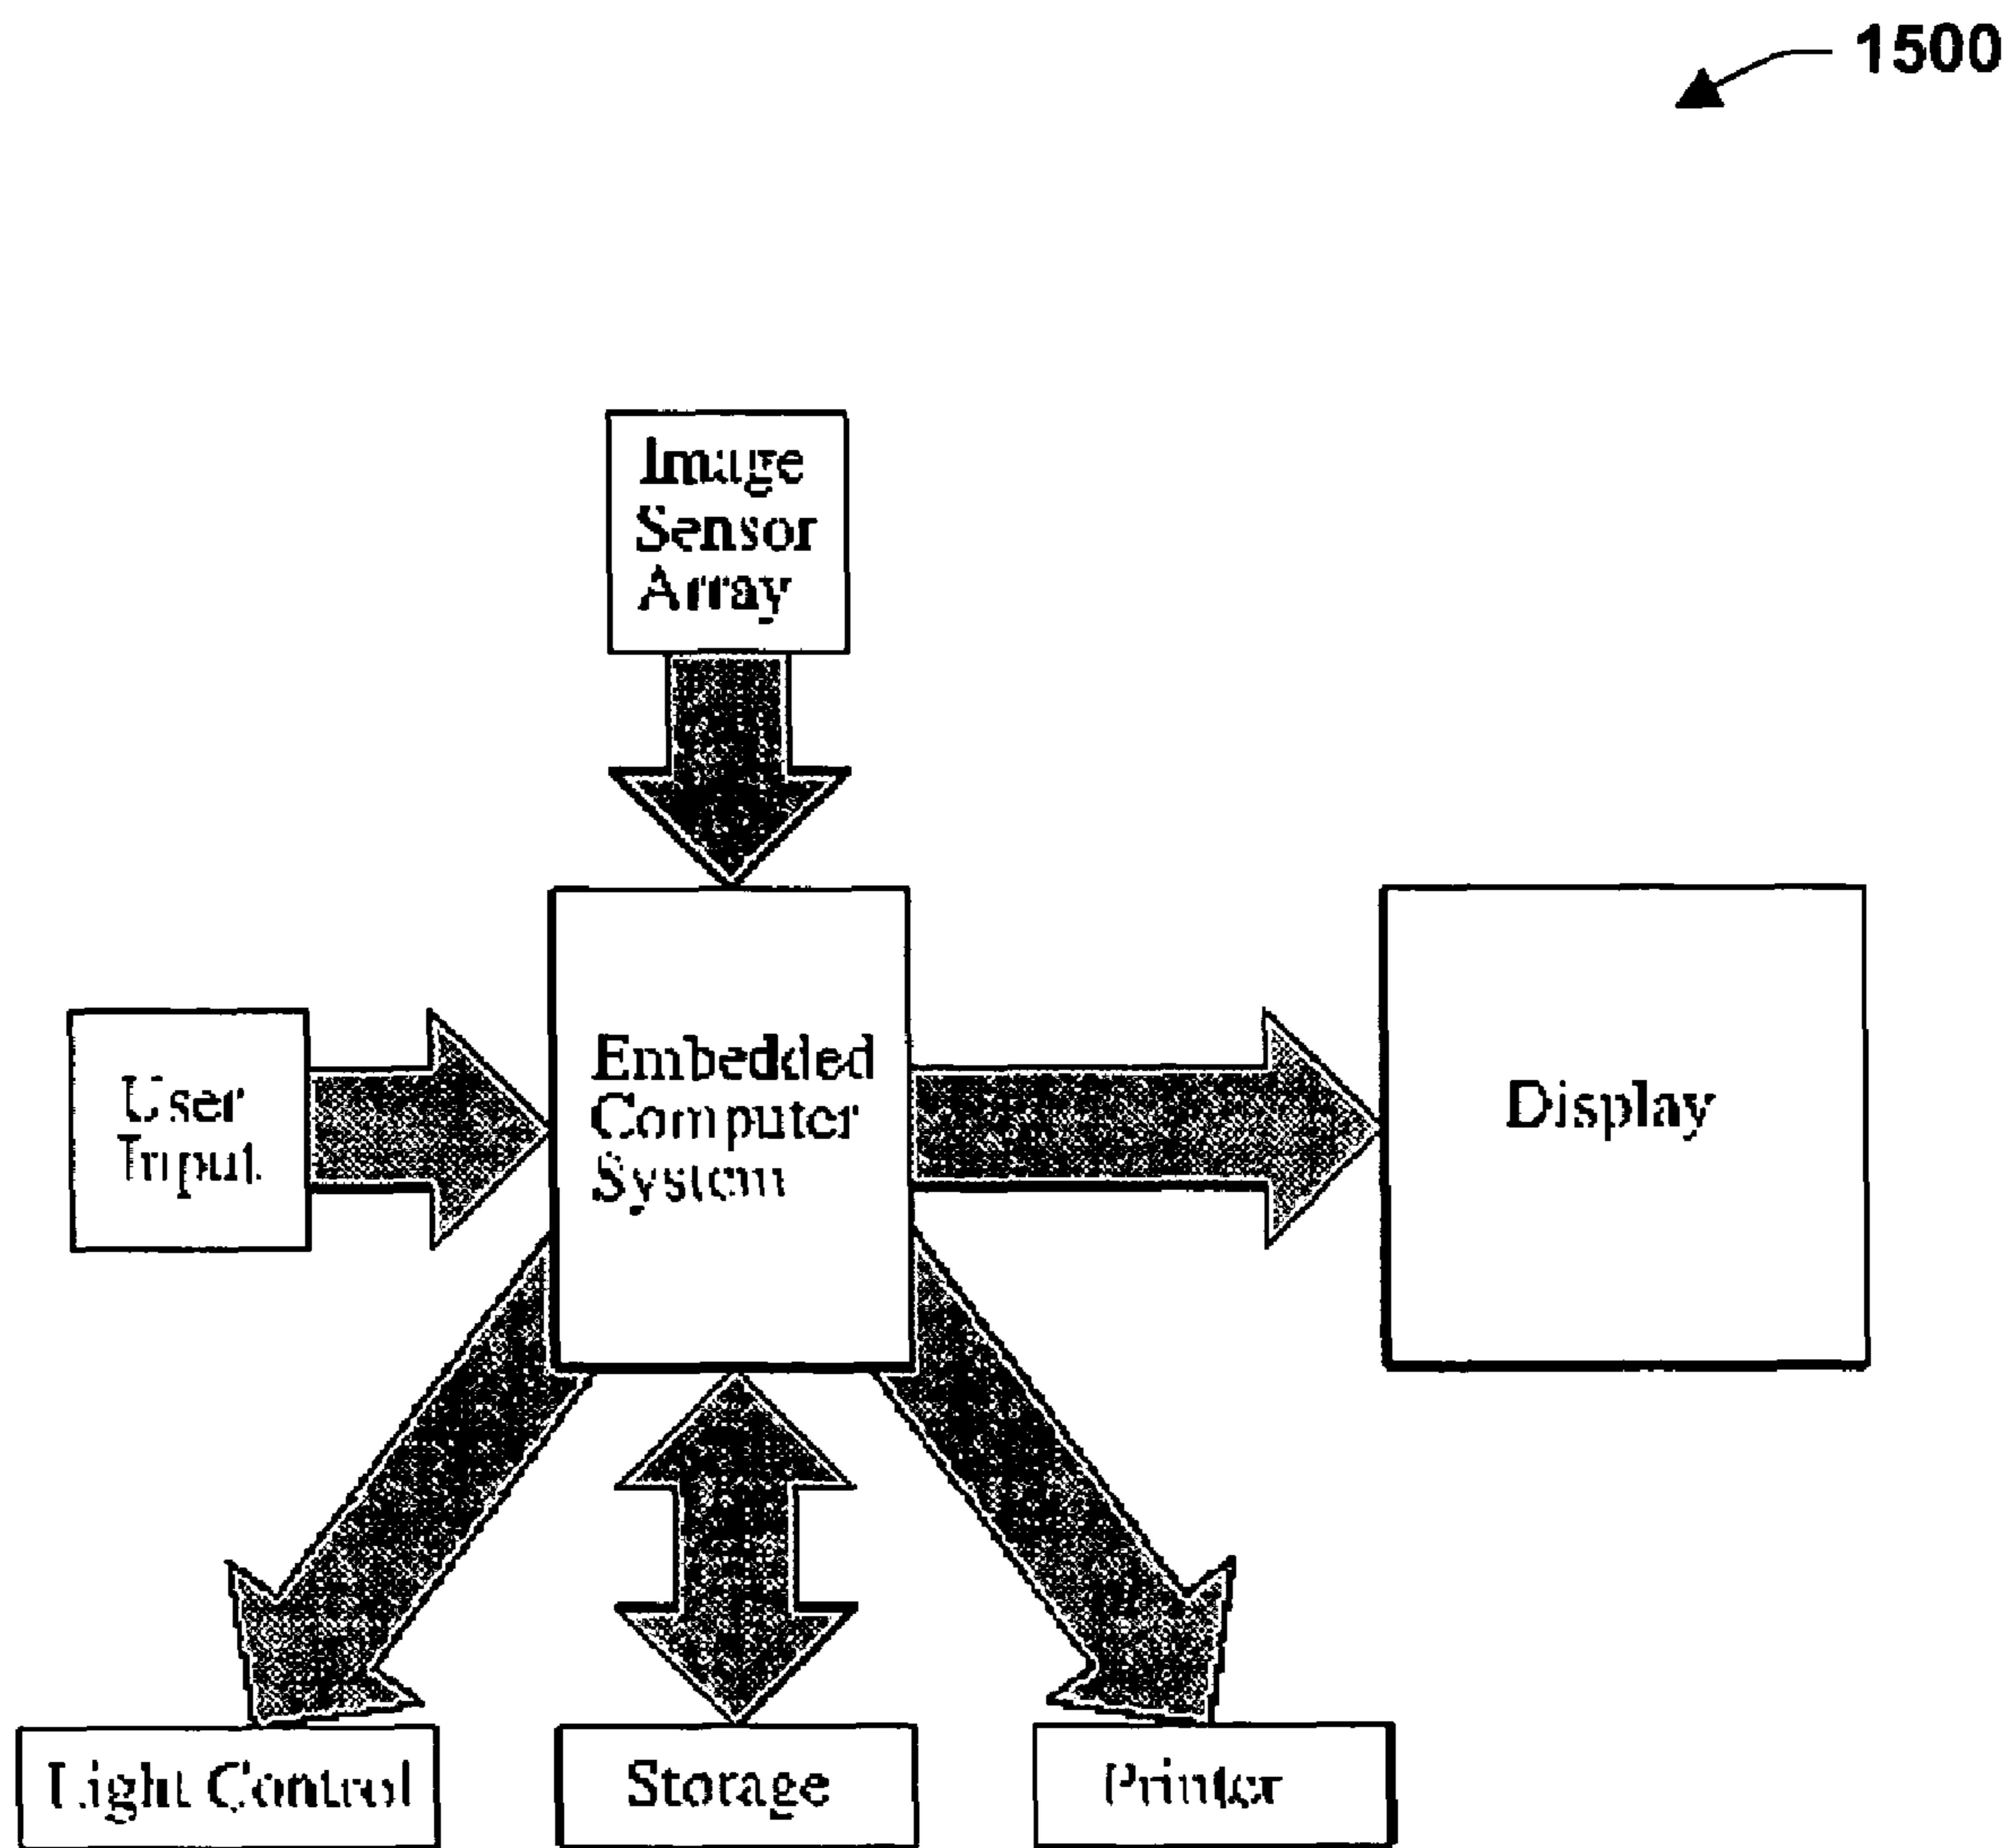 1500
Image
Sensor
Array
User
Input
Embedded
Computer
System
Display
Light Control
Storage
Printer